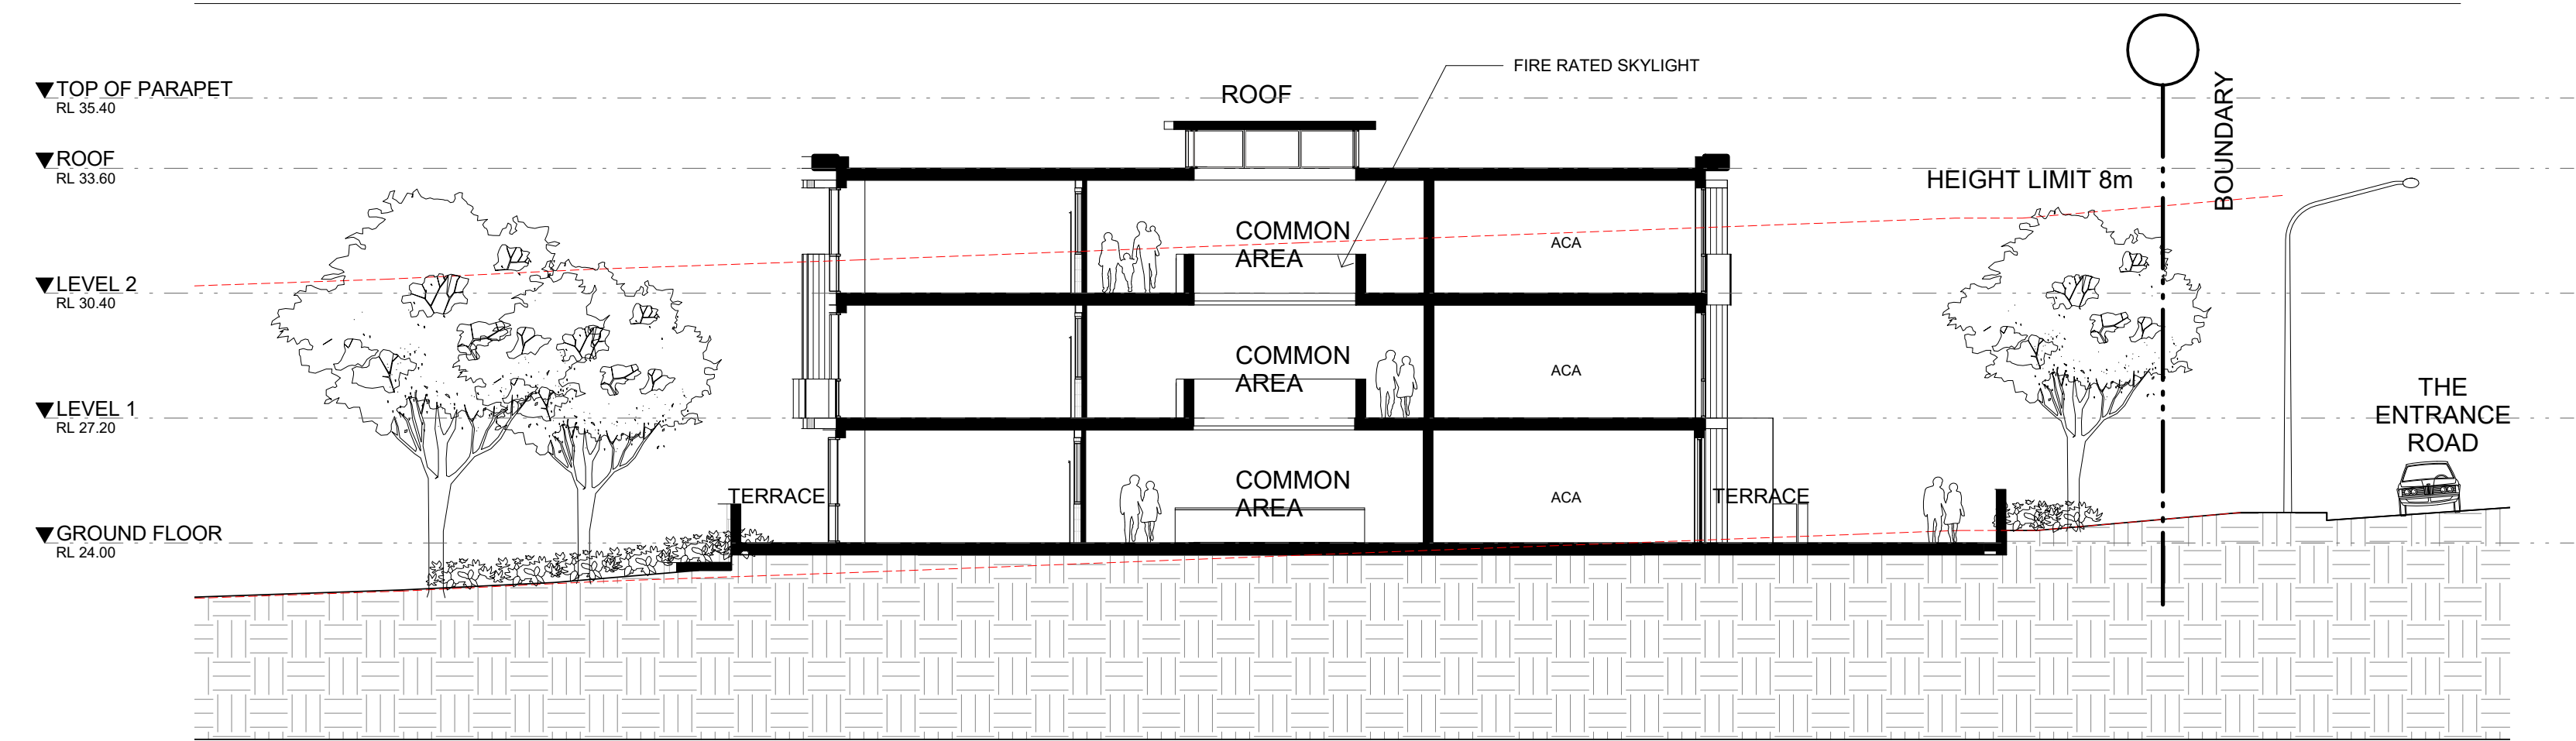 TOP OF PARAPET
RL 35.40
ROOF
RL 33.60
LEVEL 2
RL 30.40
LEVEL 1
RL 27.20
GROUND FLOOR
RL 24.00
ROOF
FIRE RATED SKYLIGHT
COMMON
AREA
ACA
COMMON
AREA
ACA
TERRACE
COMMON
AREA
ACA
TERRACE
HEIGHT LIMIT 8m
BOUNDARY
THE
ENTRANCE
ROAD